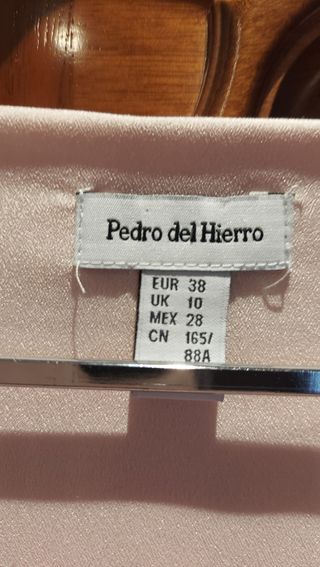 Pedro del Hierro
EUR 38
UK 10
MEX 28
CN 165/
88A